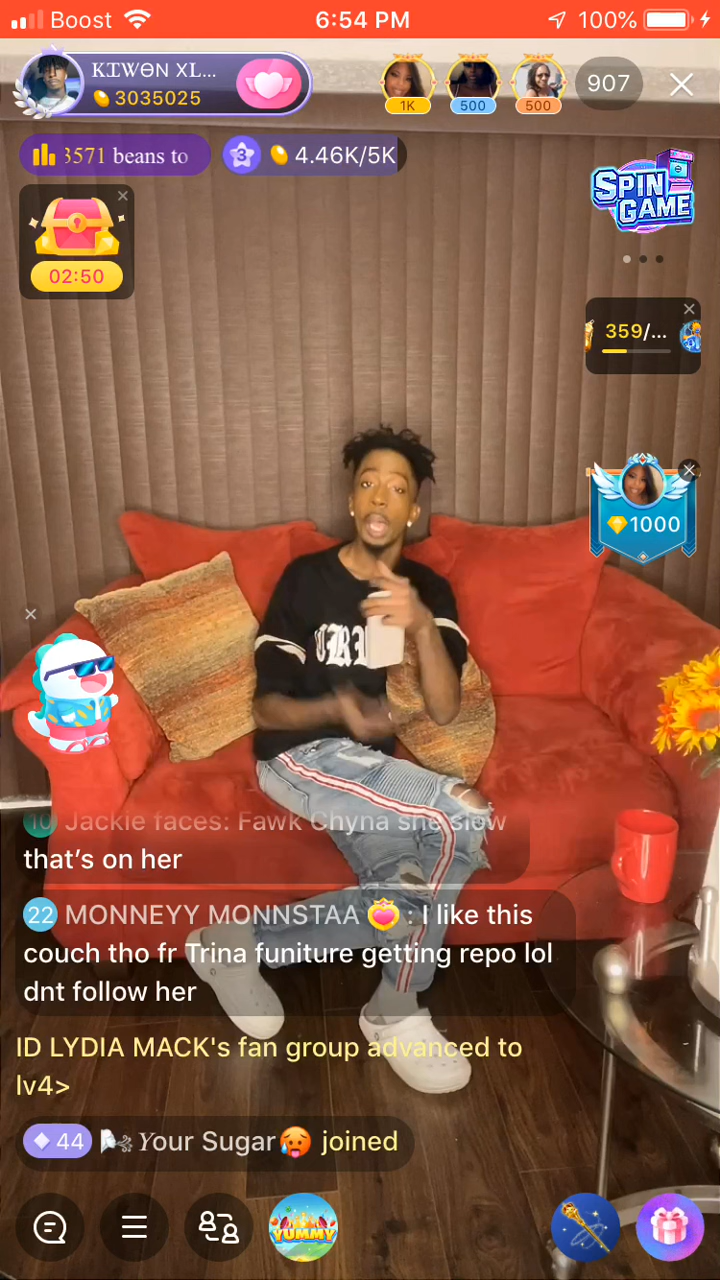 Boost
6:54 PM
100%
KIWΘN XL...
3035025
1K
500
500
907
3571 beans to
3
4.46K/5K
SPIN
GAME
02:50
359/...
1000
10 Jackie faces: Fawk Chyna she slow
that's on her
22 MONNEYY MONNSTAA : I like this
couch tho fr Trina funiture getting repo lol
dnt follow her
ID LYDIA MACK's fan group advanced to
lv4>
44 Your Sugar🥵 joined
YUMMY